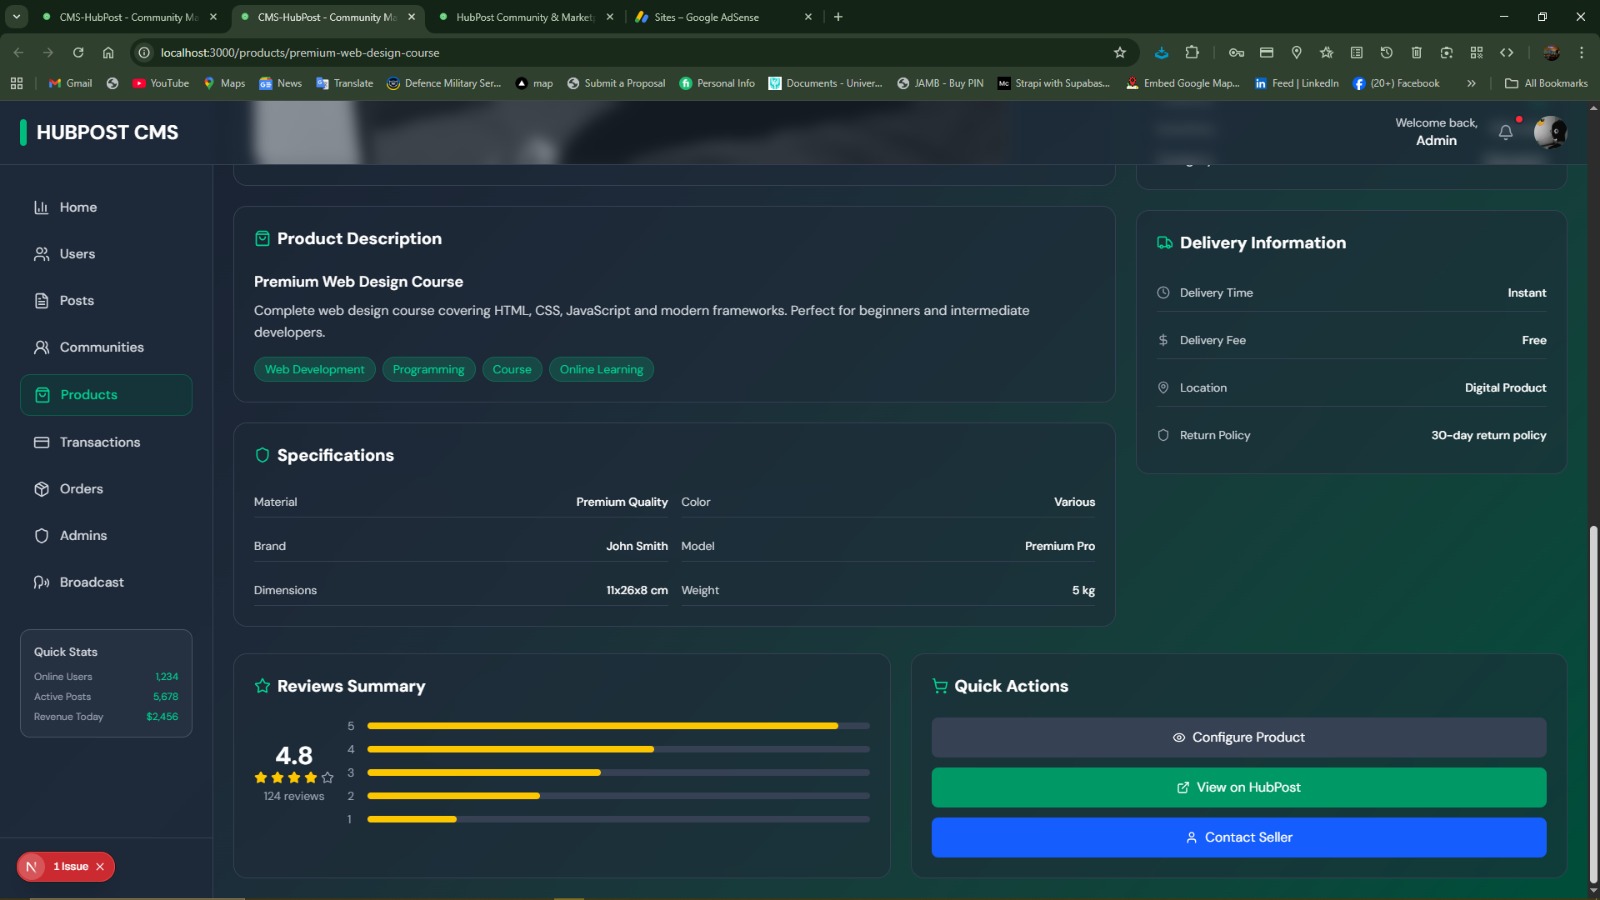 CMS-HubPost - Community Ma
CMS-HubPost - Community Ma
HubPost Community & Market
Sites – Google AdSense
localhost:3000/products/premium-web-design-course
Gmail
YouTube
Maps
News
Translate
Defence Military Ser...
map
Submit a Proposal
Personal Info
Documents - Univer...
JAMB - Buy PIN
Strapi with Supabas...
Embed Google Map...
Feed | LinkedIn
(20+) Facebook
All Bookmarks
HUBPOST CMS
Welcome back,
Admin
Home
Users
Posts
Communities
Products
Transactions
Orders
Admins
Broadcast
Quick Stats
Online Users 1,234
Active Posts 5,678
Revenue Today $2,456
N 1 Issue
Product Description
Premium Web Design Course
Complete web design course covering HTML, CSS, JavaScript and modern frameworks. Perfect for beginners and intermediate
developers.
Web Development Programming Course Online Learning
Specifications
Material Premium Quality Color Various
Brand John Smith Model Premium Pro
Dimensions 11x26x8 cm Weight 5 kg
Delivery Information
Delivery Time Instant
Delivery Fee Free
Location Digital Product
Return Policy 30-day return policy
Reviews Summary
4.8
124 reviews
5
4
3
2
1
Quick Actions
Configure Product
View on HubPost
Contact Seller